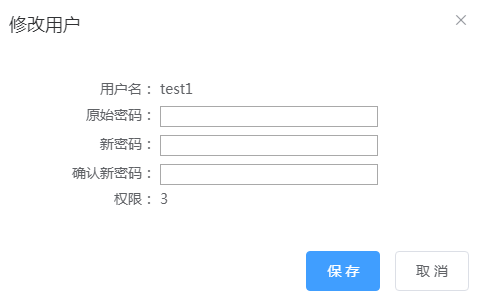 修改用户
用户名： test1
原始密码：
新密码：
确认新密码：
权限： 3
保 存 取 消